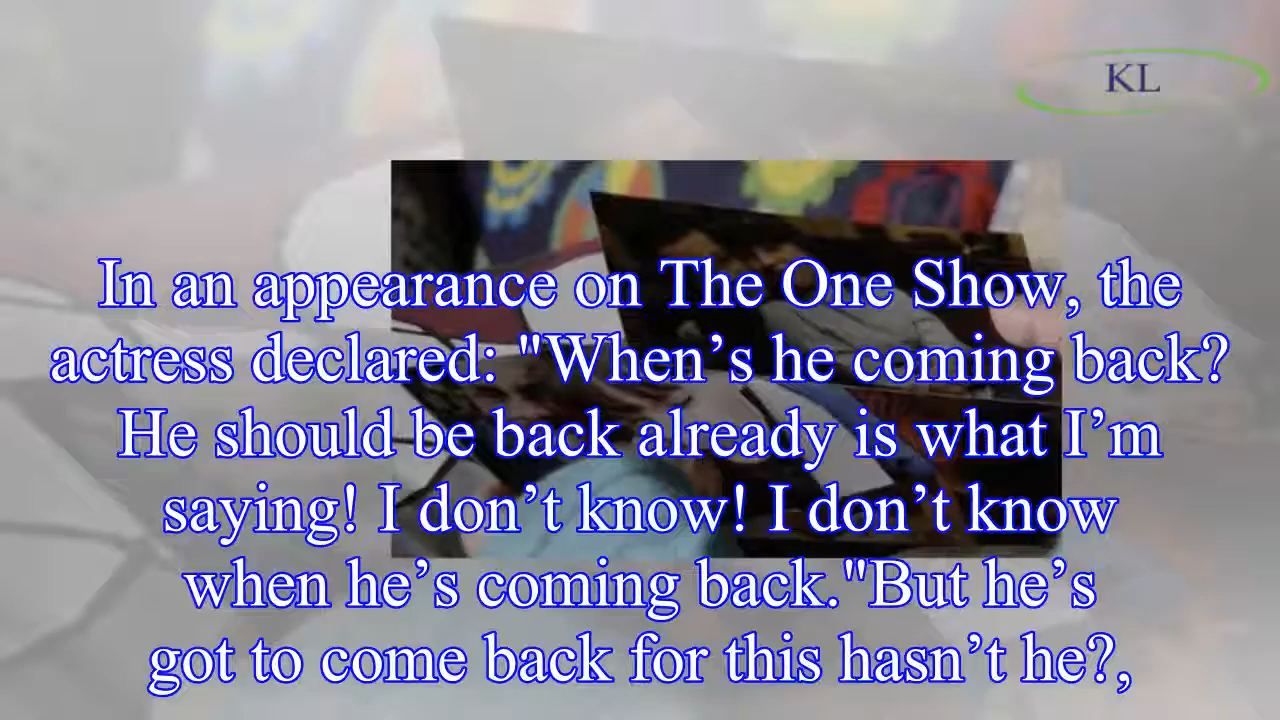 KL
In an appearance on The One Show, the
actress declared: "When’s he coming back?
He should be back already is what I’m
saying! I don’t know! I don’t know
when he’s coming back."But he’s
got to come back for this hasn’t he?,